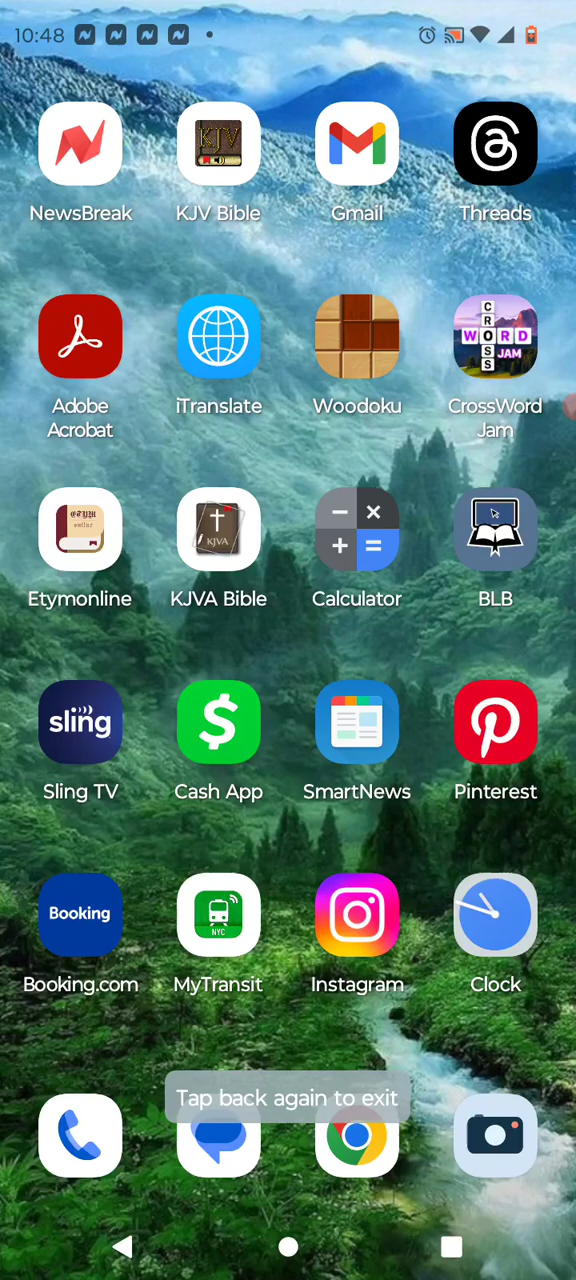 10:48
NewsBreak
KJV Bible
Gmail
Threads
KJV
Adobe
Acrobat
iTranslate
Woodoku
CrossWord
Jam
CROSS
WORD
JAM
Etymonline
KJVA Bible
Calculator
BLB
KJVA
sling
Sling TV
Cash App
SmartNews
Pinterest
Booking
NYC
Booking.com
MyTransit
Instagram
Clock
Tap back again to exit